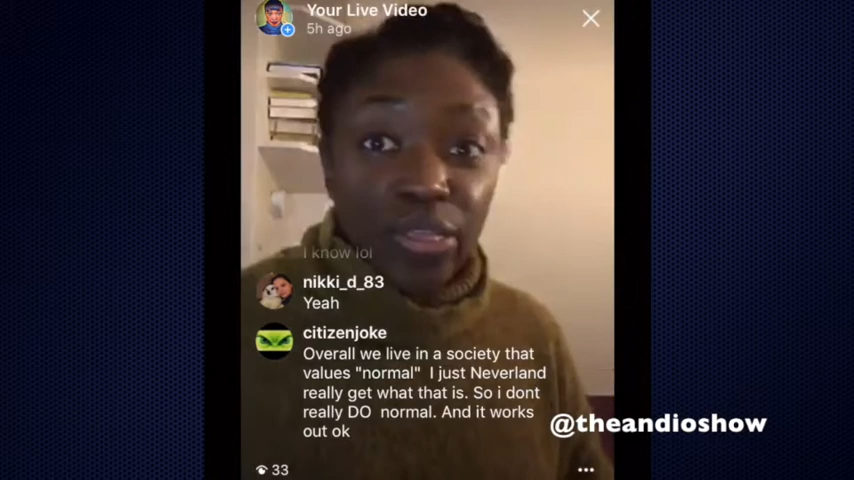 Your Live Video
5h ago
I know lol
nikki_d_83
Yeah
citizenjoke
Overall we live in a society that
values "normal" I just Neverland
really get what that is. So i dont
really DO normal. And it works
out ok
@theandioshow
33